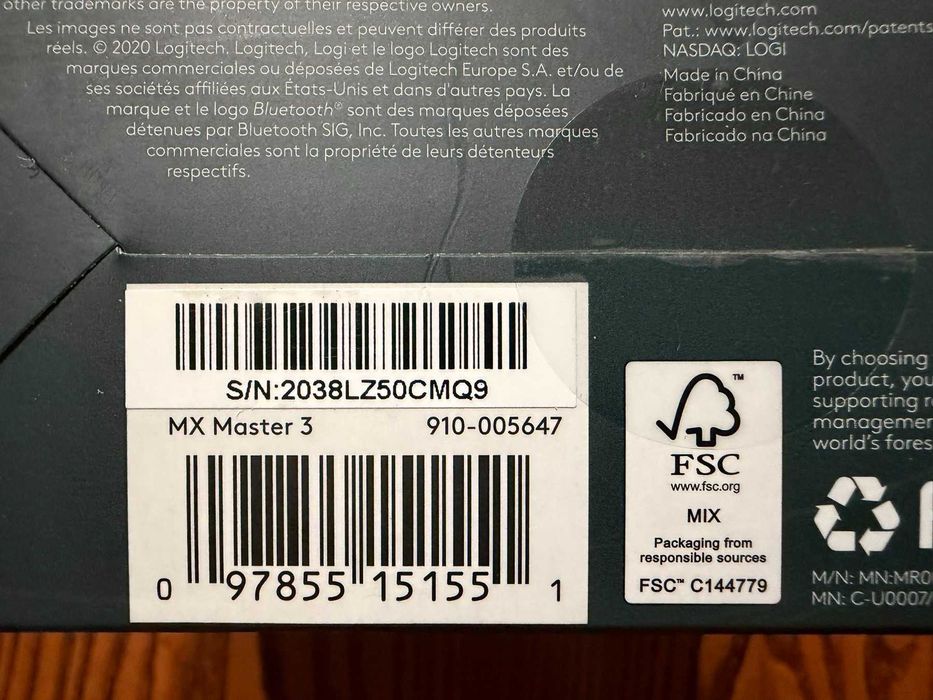 other trademarks are the property of their respective owners.
Les images ne sont pas contractuelles et peuvent différer des produits
réels. © 2020 Logitech. Logitech, Logi et le logo Logitech sont des
marques commerciales ou déposées de Logitech Europe S.A. et/ou de
ses sociétés affiliées aux États-Unis et dans d'autres pays. La
marque et le logo Bluetooth® sont des marques déposées
détenues par Bluetooth SIG, Inc. Toutes les autres marques
commerciales sont la propriété de leurs détenteurs
respectifs.
www.logitech.com
Pat.: www.logitech.com/patents
NASDAQ: LOGI
Made in China
Fabriqué en Chine
Fabricado en China
Fabricado na China
S/N:2038LZ50CMQ9
MX Master 3 910-005647
0 97855 15155 1
FSC™
www.fsc.org
MIX
Packaging from
responsible sources
FSC™ C144779
By choosing
product, you
supporting
management
world's
M/N: MN:
MN: C-U0007/